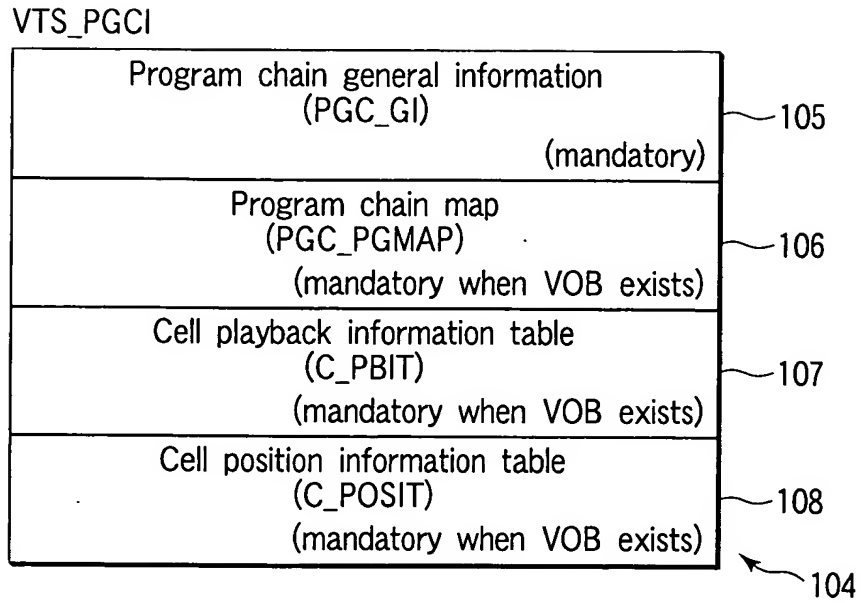 VTS_PGCI
Program chain general information
(PGC_GI)
(mandatory)
105
Program chain map
(PGC_PGMAP)
(mandatory when VOB exists)
106
Cell playback information table
(C_PBIT)
(mandatory when VOB exists)
107
Cell position information table
(C_POSIT)
(mandatory when VOB exists)
108
104